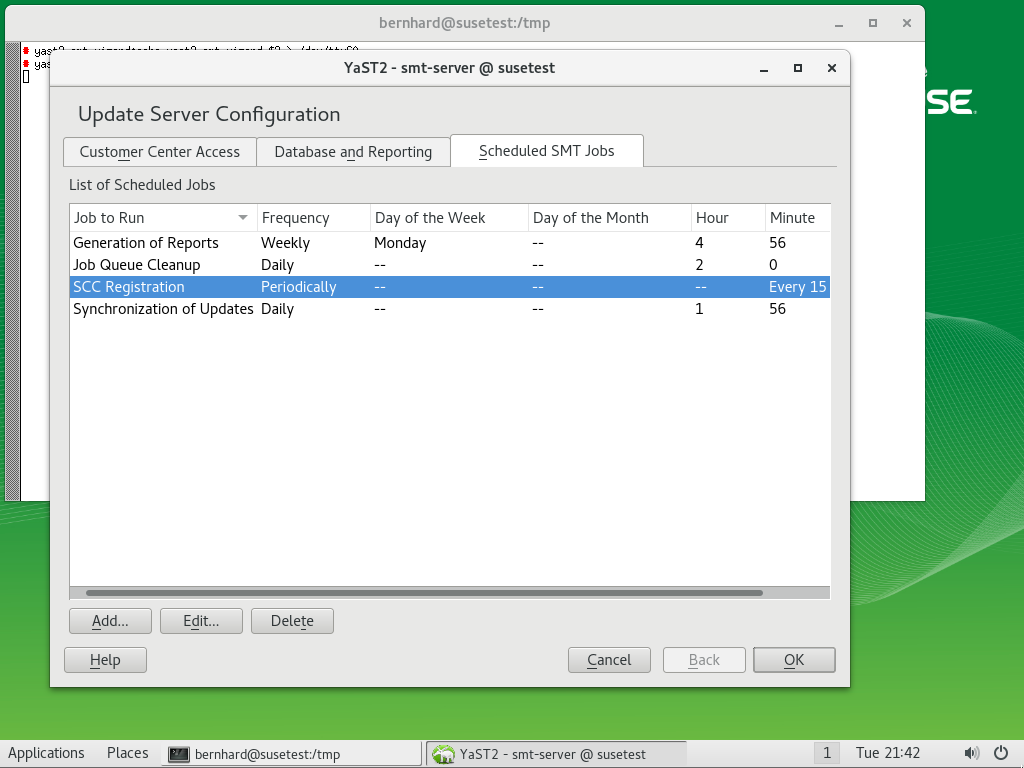 bernhard@susetest:/tmp
YaST2 - smt-server @ susetest
Update Server Configuration
Customer Center Access Database and Reporting Scheduled SMT Jobs
List of Scheduled Jobs
Job to Run Frequency Day of the Week Day of the Month Hour Minute
Generation of Reports Weekly Monday -- 4 56
Job Queue Cleanup Daily -- -- 2 0
SCC Registration Periodically -- -- -- Every 15
Synchronization of Updates Daily -- -- 1 56
Add... Edit... Delete
Help Cancel Back OK
SE
Applications Places bernhard@susetest:/tmp YaST2 - smt-server @ susetest 1 Tue 21:42